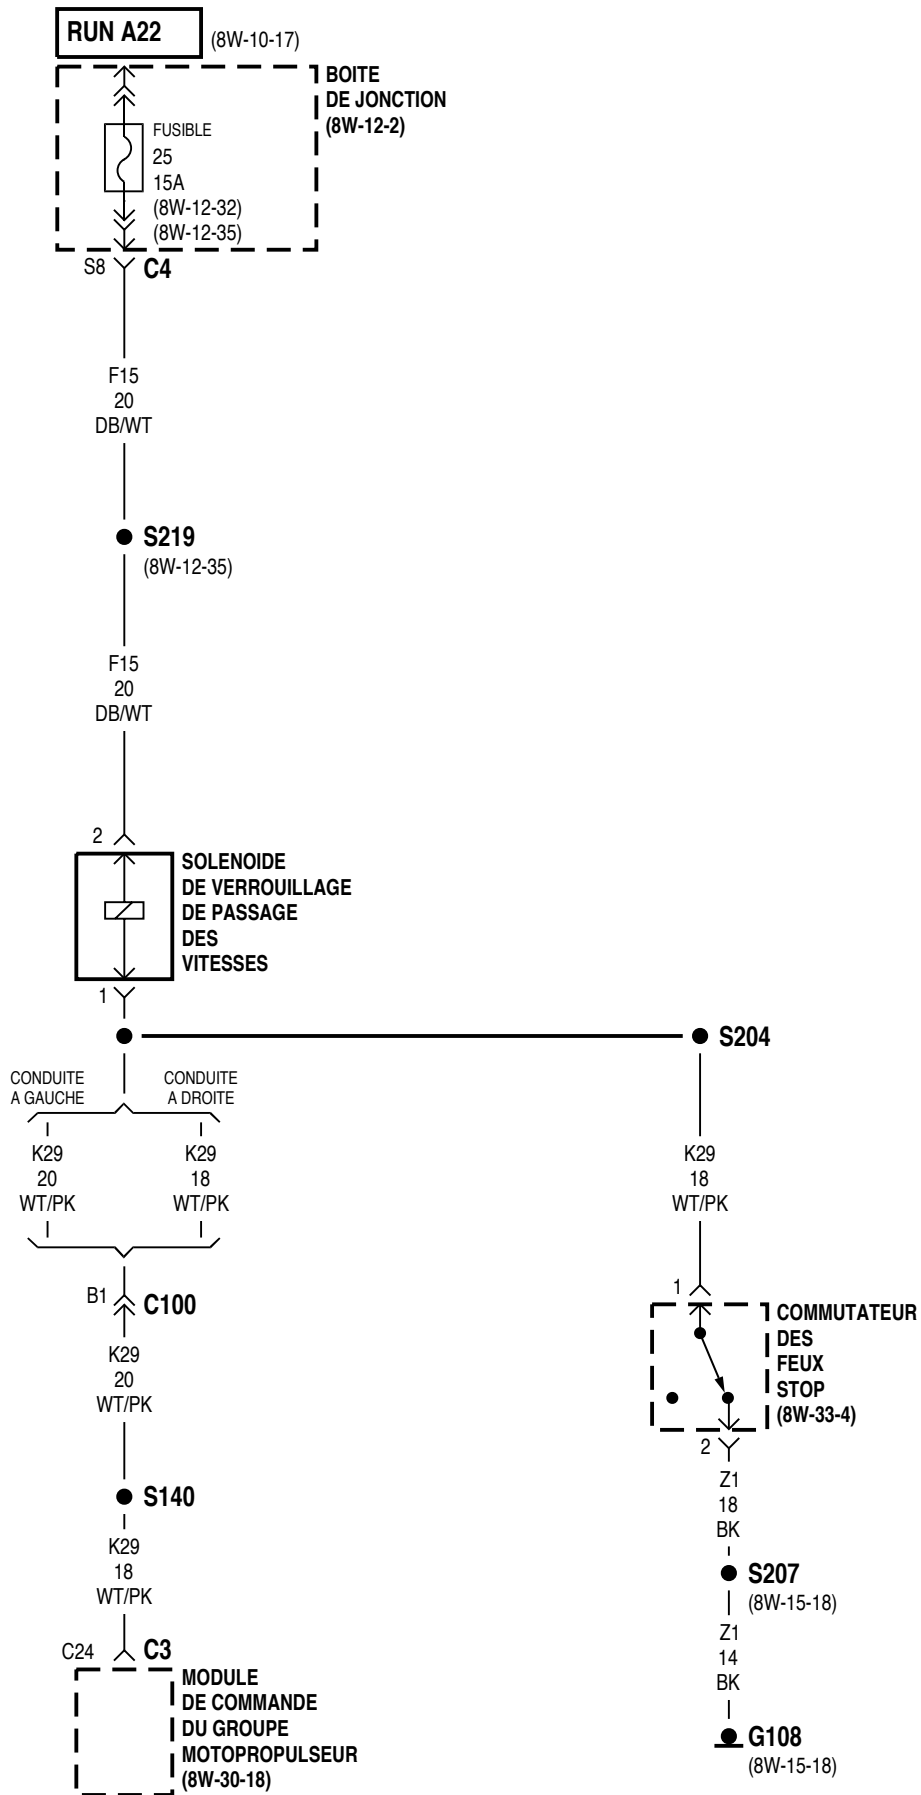 RUN A22
(8W-10-17)
BOITE
DE JONCTION
(8W-12-2)
FUSIBLE
25
15A
(8W-12-32)
(8W-12-35)
S8
C4
F15
20
DB/WT
S219
(8W-12-35)
F15
20
DB/WT
2
SOLENOIDE
DE VERROUILLAGE
DE PASSAGE
DES
VITESSES
1
S204
CONDUITE
A GAUCHE
CONDUITE
A DROITE
K29
20
WT/PK
K29
18
WT/PK
K29
18
WT/PK
B1
C100
K29
20
WT/PK
1
COMMUTATEUR
DES
FEUX
STOP
(8W-33-4)
2
S140
K29
18
WT/PK
Z1
18
BK
S207
(8W-15-18)
Z1
14
BK
G108
(8W-15-18)
C24
C3
MODULE
DE COMMANDE
DU GROUPE
MOTOPROPULSEUR
(8W-30-18)